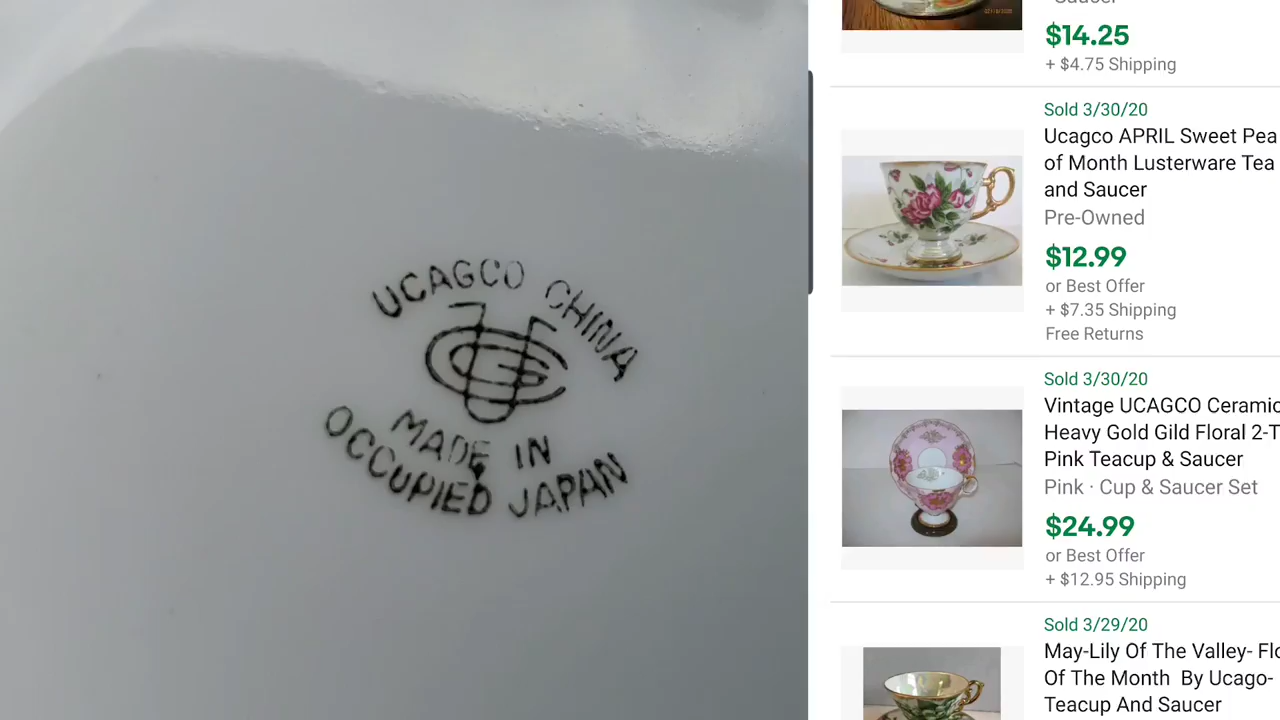 UCAGCO CHINA
MADE IN
OCCUPIED JAPAN
$14.25
+ $4.75 Shipping
Sold 3/30/20
Ucagco APRIL Sweet Pea
of Month Lusterware Tea
and Saucer
Pre-Owned
$12.99
or Best Offer
+ $7.35 Shipping
Free Returns
Sold 3/30/20
Vintage UCAGCO Ceramic
Heavy Gold Gild Floral 2-T
Pink Teacup & Saucer
Pink · Cup & Saucer Set
$24.99
or Best Offer
+ $12.95 Shipping
Sold 3/29/20
May-Lily Of The Valley- Flo
Of The Month By Ucago-
Teacup And Saucer